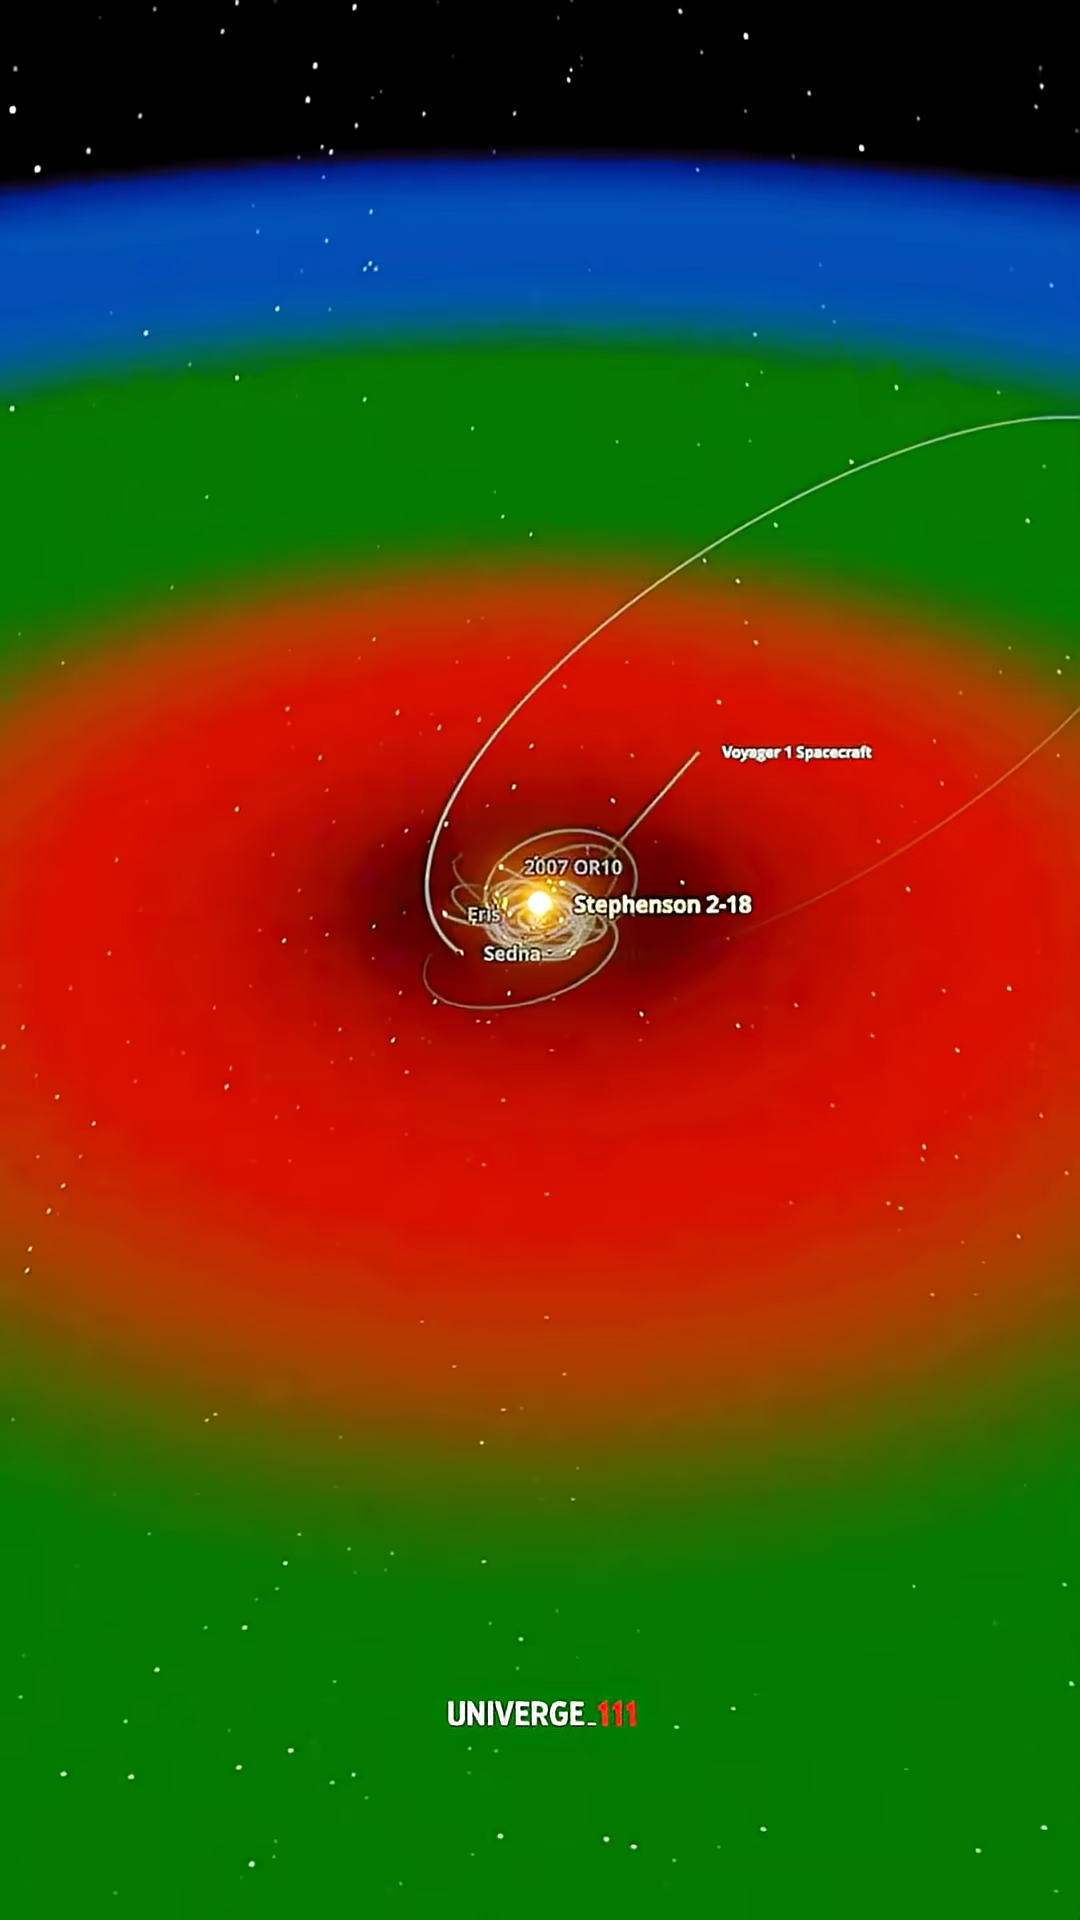 Voyager 1 Spacecraft
2007 OR10
Stephenson 2-18
Eris
Sedna
UNIVERGE_111